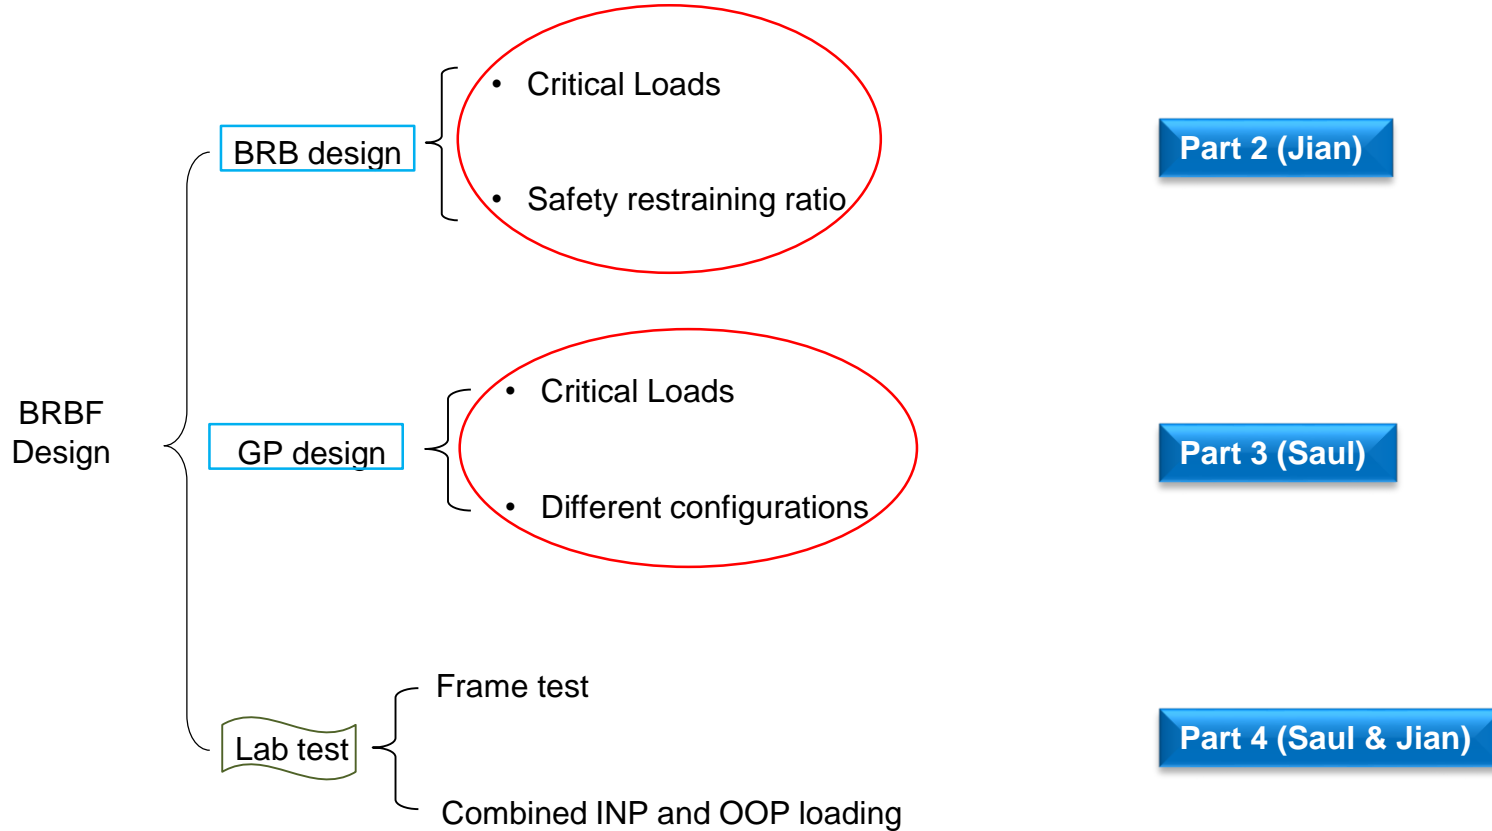 • Critical Loads
BRB design
Part 2 (Jian)
• Safety restraining ratio
• Critical Loads
BRBF
Design
GP design
Part 3 (Saul)
• Different configurations
Frame test
Lab test
Part 4 (Saul & Jian)
Combined INP and OOP loading